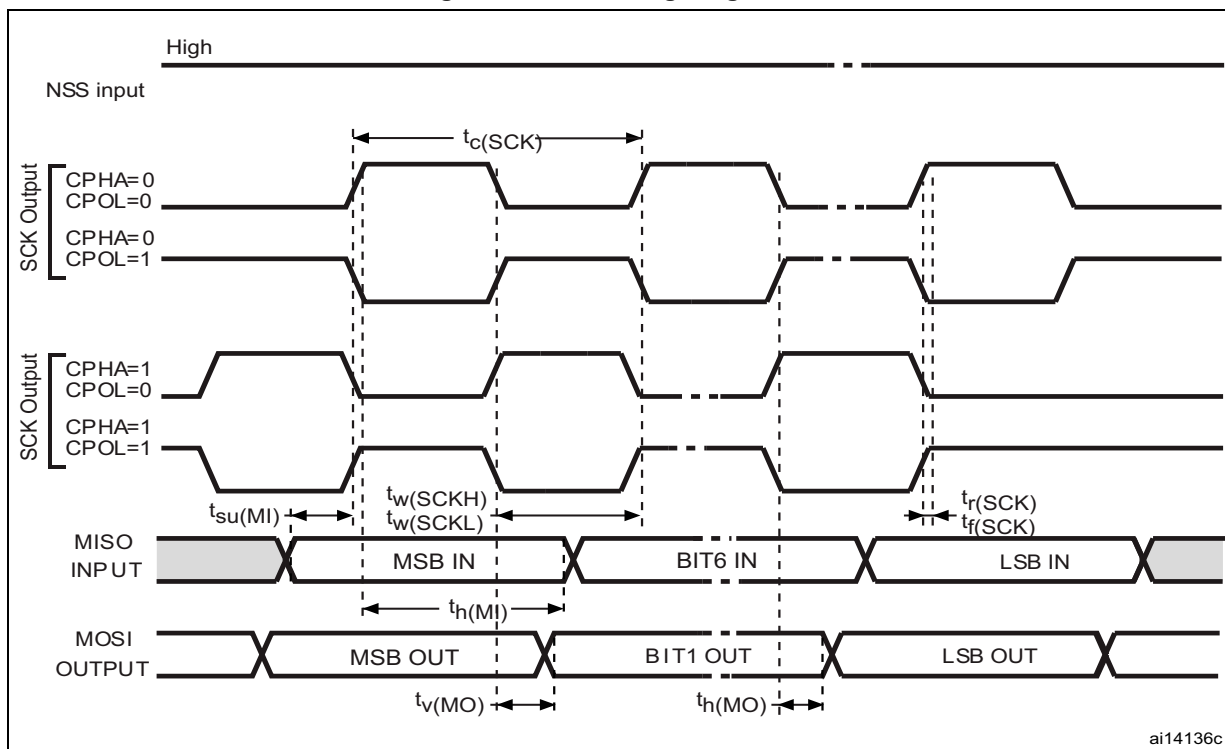 High
NSS input
tc(SCK)
SCK Output
CPHA=0
CPOL=0
CPHA=0
CPOL=1
SCK Output
CPHA=1
CPOL=0
CPHA=1
CPOL=1
tsu(MI)
tw(SCKH)
tw(SCKL)
tr(SCK)
tf(SCK)
MISO
INPUT
MSB IN
BIT6 IN
LSB IN
th(MI)
MOSI
OUTPUT
MSB OUT
BIT1 OUT
LSB OUT
tv(MO)
th(MO)
ai14136c